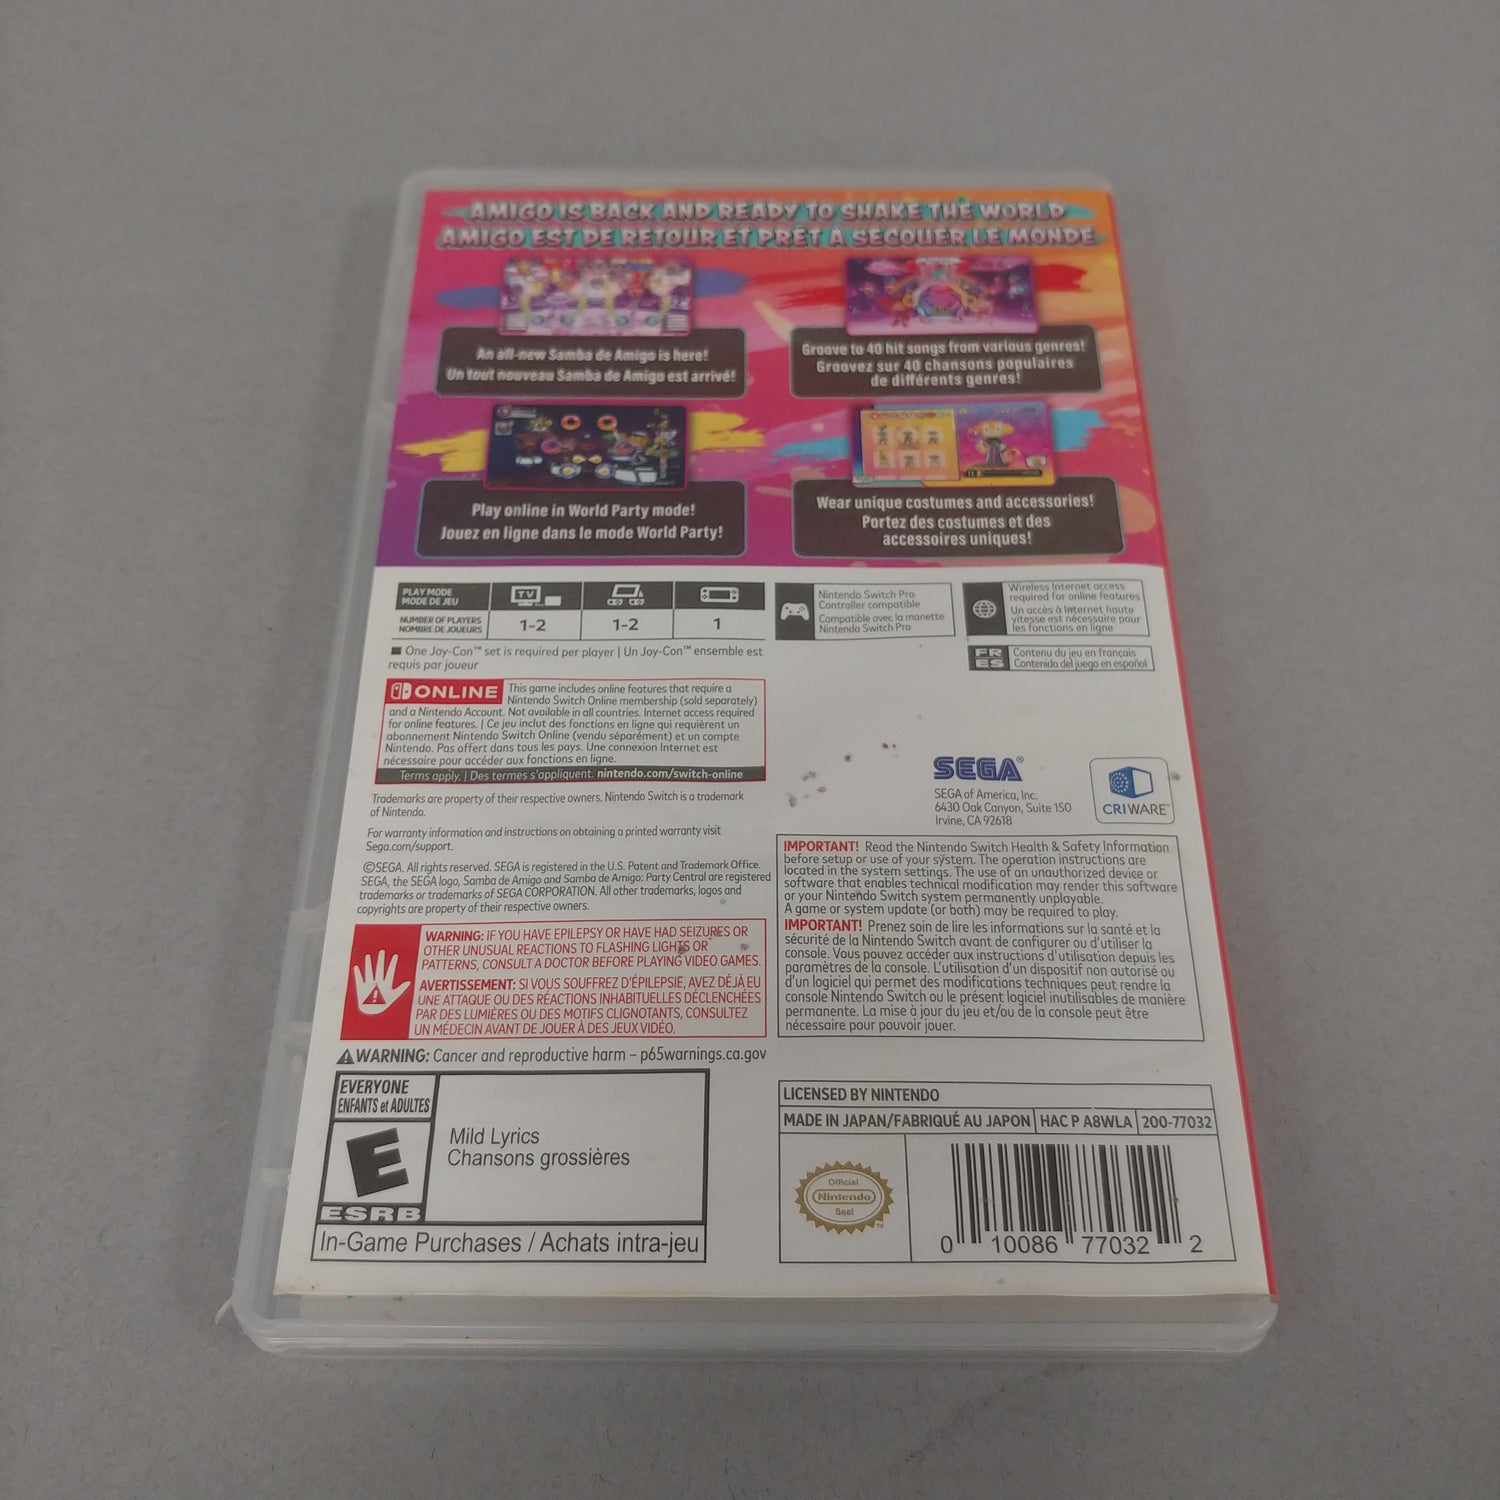 AMIGO IS BACK AND READY TO SHAKE THE WORLD
AMIGO EST DE RETOUR ET PRÊT À SECOUER LE MONDE
An all-new Samba de Amigo is here!
Un tout nouveau Samba de Amigo est arrivé!
Groove to 40 hit songs from various genres!
Groovez sur 40 chansons populaires
de différents genres!
Play online in World Party mode!
Jouez en ligne dans le mode World Party!
Wear unique costumes and accessories!
Portez des costumes et des
accessoires uniques!
PLAY MODE
MODE DE JEU
TV
NUMBER OF PLAYERS
NOMBRE DE JOUEURS
1-2
1-2
1
One Joy-Con™ set is required per player | Un Joy-Con™ ensemble est
requis par joueur
Nintendo Switch Pro
Controller compatible
Compatible avec la manette
Nintendo Switch Pro
Wireless Internet access
required for online features
Un accès à Internet haute
vitesse est nécessaire pour
les fonctions en ligne
FR
ES
Contenu du jeu en français
Contenido del juego en español
ONLINE
This game includes online features that require a
Nintendo Switch Online membership (sold separately)
and a Nintendo Account. Not available in all countries. Internet access required
for online features. | Ce jeu inclut des fonctions en ligne qui requièrent un
abonnement Nintendo Switch Online (vendu séparément) et un compte
Nintendo. Pas offert dans tous les pays. Une connexion Internet est
nécessaire pour accéder aux fonctions en ligne.
Terms apply. | Des termes s'appliquent. nintendo.com/switch-online
Trademarks are property of their respective owners. Nintendo Switch is a trademark
of Nintendo.
For warranty information and instructions on obtaining a printed warranty visit
Sega.com/support.
©SEGA. All rights reserved. SEGA is registered in the U.S. Patent and Trademark Office.
SEGA, the SEGA logo, Samba de Amigo and Samba de Amigo: Party Central are registered
trademarks or trademarks of SEGA CORPORATION. All other trademarks, logos and
copyrights are property of their respective owners.
SEGA®
SEGA of America, Inc.
6430 Oak Canyon, Suite 150
Irvine, CA 92618
CRIWARE™
WARNING: IF YOU HAVE EPILEPSY OR HAVE HAD SEIZURES OR
OTHER UNUSUAL REACTIONS TO FLASHING LIGHTS OR
PATTERNS, CONSULT A DOCTOR BEFORE PLAYING VIDEO GAMES.
AVERTISSEMENT: SI VOUS SOUFFREZ D'ÉPILEPSIE, AVEZ DÉJÀ EU
UNE ATTAQUE OU DES RÉACTIONS INHABITUELLES DÉCLENCHÉES
PAR DES LUMIÈRES OU DES MOTIFS CLIGNOTANTS, CONSULTEZ
UN MÉDECIN AVANT DE JOUER À DES JEUX VIDÉO.
WARNING: Cancer and reproductive harm – p65warnings.ca.gov
IMPORTANT! Read the Nintendo Switch Health & Safety Information
before setup or use of your system. The operation instructions are
located in the system settings. The use of an unauthorized device or
software that enables technical modification may render this software
or your Nintendo Switch system permanently unplayable.
A game or system update (or both) may be required to play.
IMPORTANT! Prenez soin de lire les informations sur la santé et la
sécurité de la Nintendo Switch avant de configurer ou d'utiliser la
console. Vous pouvez accéder aux instructions d'utilisation depuis les
paramètres de la console. L'utilisation d'un dispositif non autorisé ou
d'un logiciel qui permet des modifications techniques peut rendre la
console Nintendo Switch ou le présent logiciel inutilisables de manière
permanente. La mise à jour du jeu et/ou de la console peut être
nécessaire pour pouvoir jouer.
EVERYONE
ENFANTS et ADULTES
E
ESRB
Mild Lyrics
Chansons grossières
In-Game Purchases / Achats intra-jeu
LICENSED BY NINTENDO
MADE IN JAPAN/FABRIQUÉ AU JAPON HAC P A8WLA 200-77032
Official
Nintendo
Seal
™
0 10086 77032 2